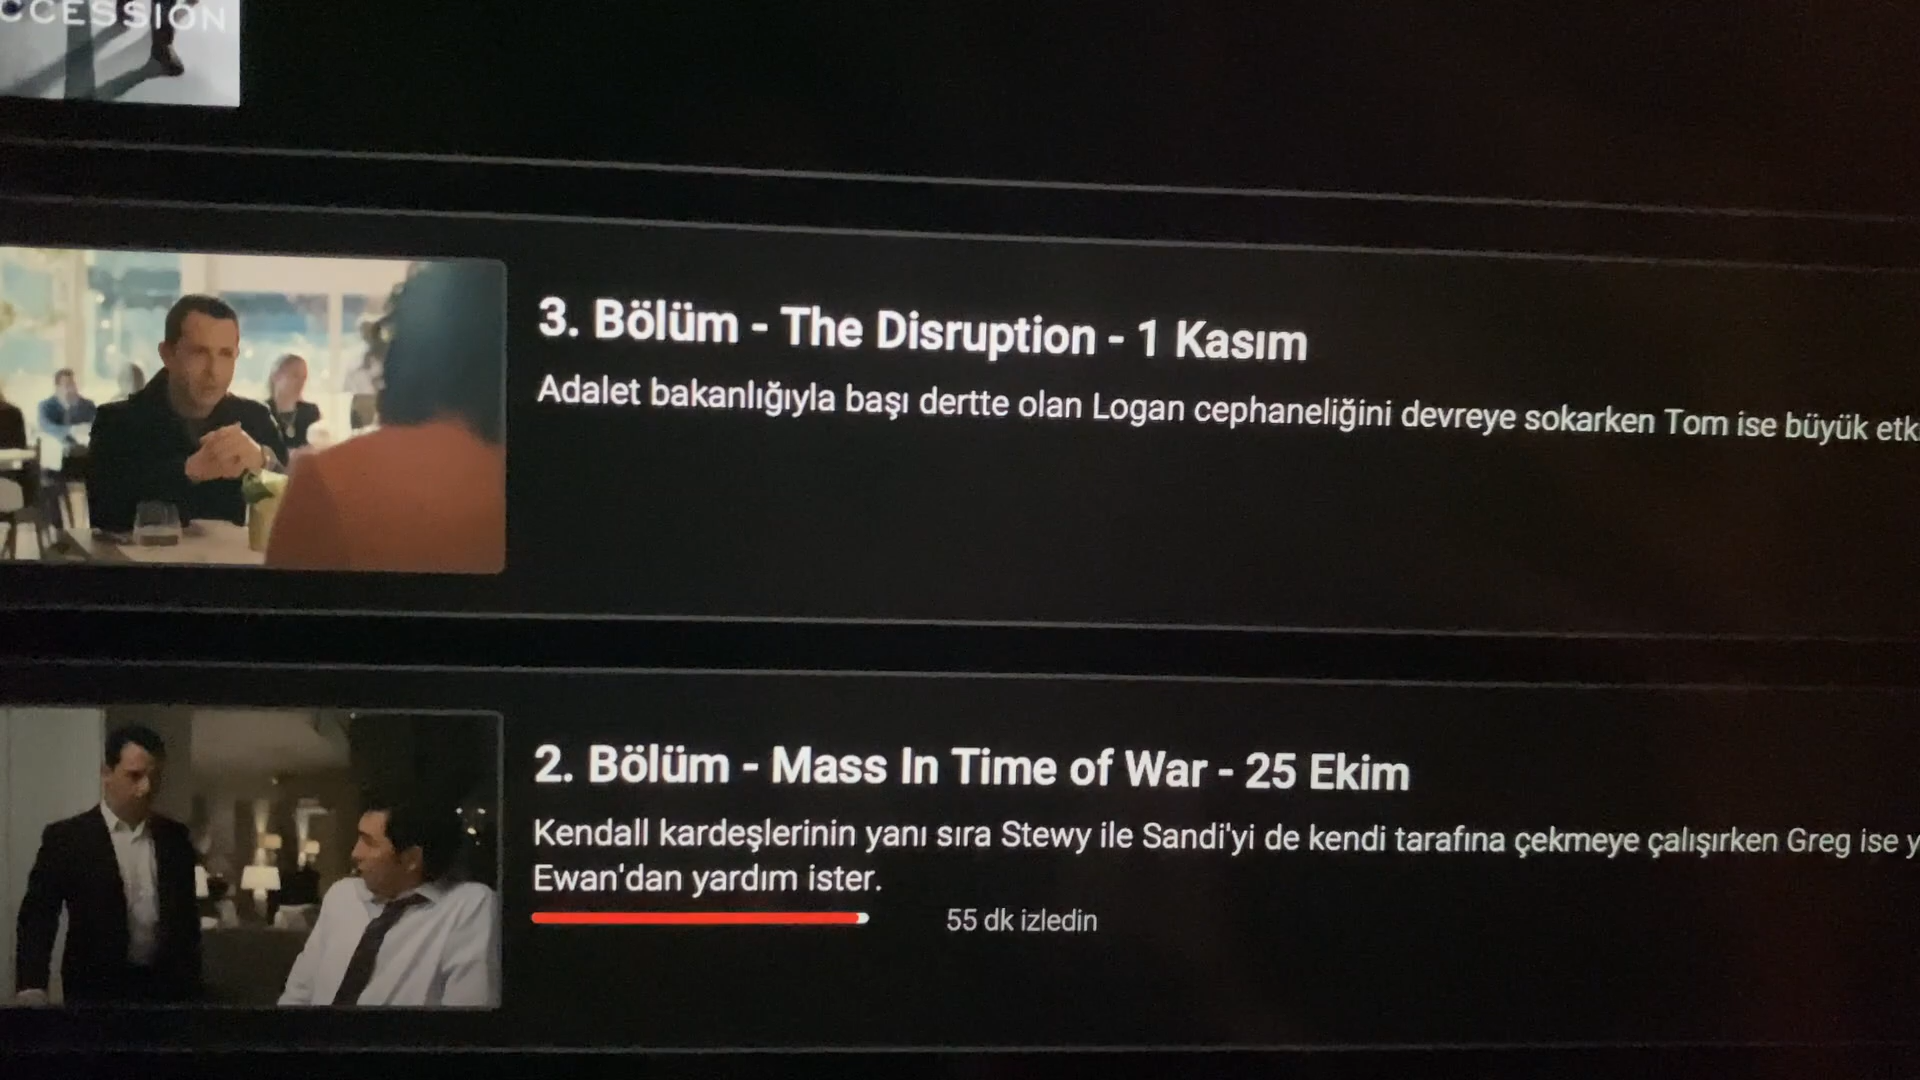 CCESSION
3. Bölüm - The Disruption - 1 Kasım
Adalet bakanlığıyla başı dertte olan Logan cephaneliğini devreye sokarken Tom ise büyük
2. Bölüm - Mass In Time of War - 25 Ekim
Kendall kardeşlerinin yanı sıra Stewy ile Sandi'yi de kendi tarafına çekmeye çalışırken Greg ise
Ewan'dan yardım ister.
55 dk izledin